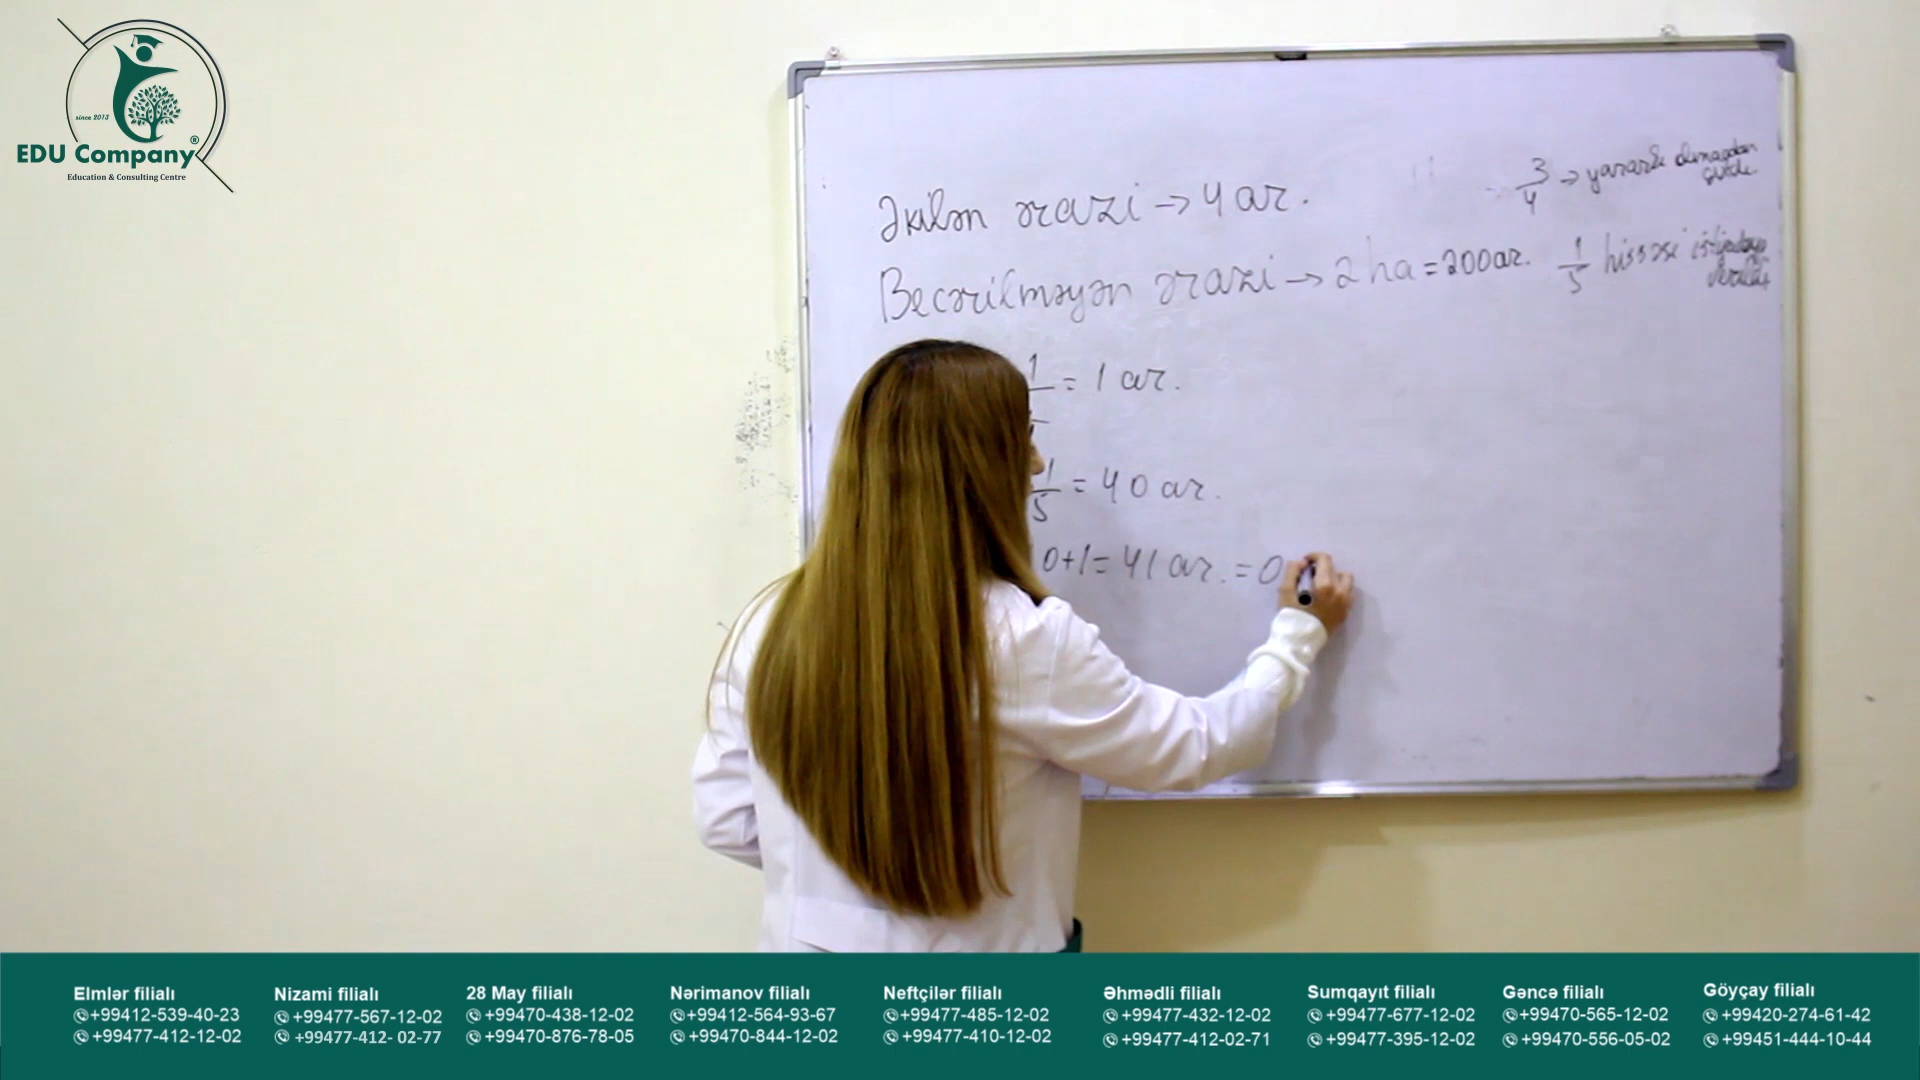 since 2013
EDU Company®
Education & Consulting Centre
Əkilən ərazi → 4 ar.
Becərilməyən ərazi → 2 ha = 200 ar.
3/4 → yararlı olmaqdan
çıxdı.
1/5 hissəsi istifadəyə
verildi
1 = 1 ar.
1/5 = 40 ar.
0+1= 41 ar. = 0
Elmlər filialı
+99412-539-40-23
+99477-412-12-02
Nizami filialı
+99477-567-12-02
+99477-412- 02-77
28 May filialı
+99470-438-12-02
+99470-876-78-05
Nərimanov filialı
+99412-564-93-67
+99470-844-12-02
Neftçilər filialı
+99477-485-12-02
+99477-410-12-02
Əhmədli filialı
+99477-432-12-02
+99477-412-02-71
Sumqayıt filialı
+99477-677-12-02
+99477-395-12-02
Gəncə filialı
+99470-565-12-02
+99470-556-05-02
Göyçay filialı
+99420-274-61-42
+99451-444-10-44